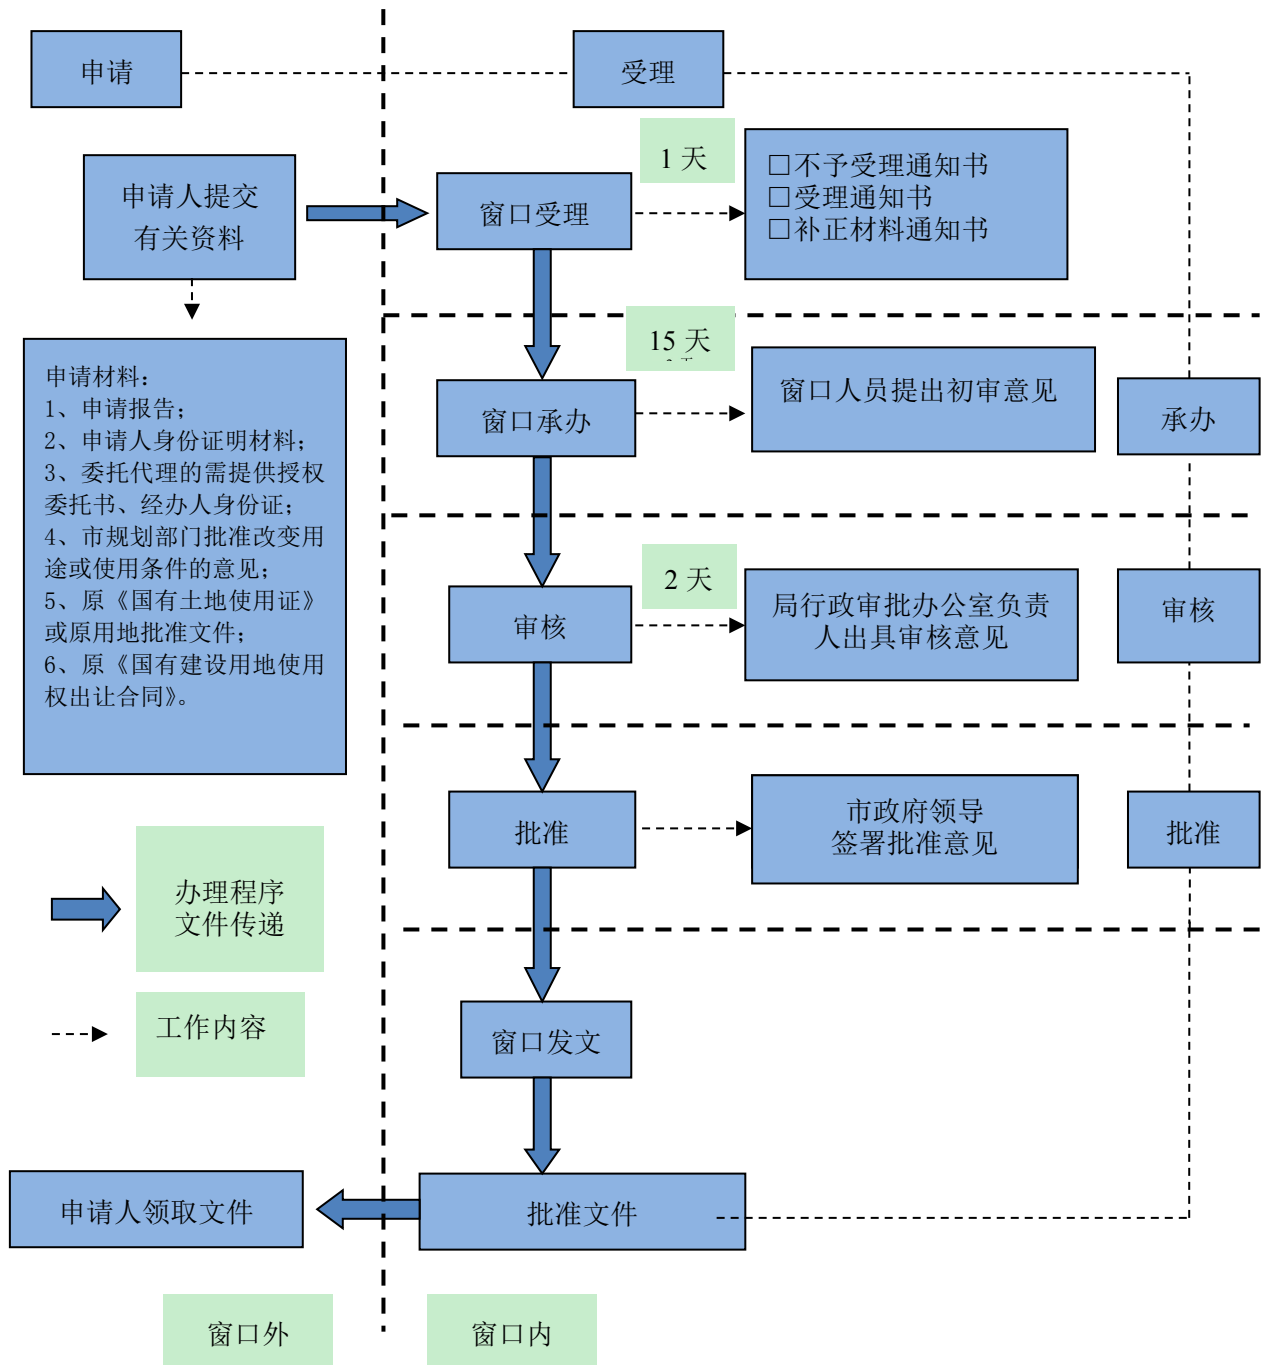 申请
受理
1 天
申请人提交
有关资料
窗口受理
□不予受理通知书
□受理通知书
□补正材料通知书
15 天
申请材料：
1、申请报告；
2、申请人身份证明材料；
3、委托代理的需提供授权
委托书、经办人身份证；
4、市规划部门批准改变用
途或使用条件的意见；
5、原《国有土地使用证》
或原用地批准文件；
6、原《国有建设用地使用
权出让合同》。
窗口承办
窗口人员提出初审意见
承办
2 天
审核
局行政审批办公室负责
人出具审核意见
审核
批准
市政府领导
签署批准意见
批准
办理程序
文件传递
工作内容
窗口发文
申请人领取文件
批准文件
窗口外
窗口内